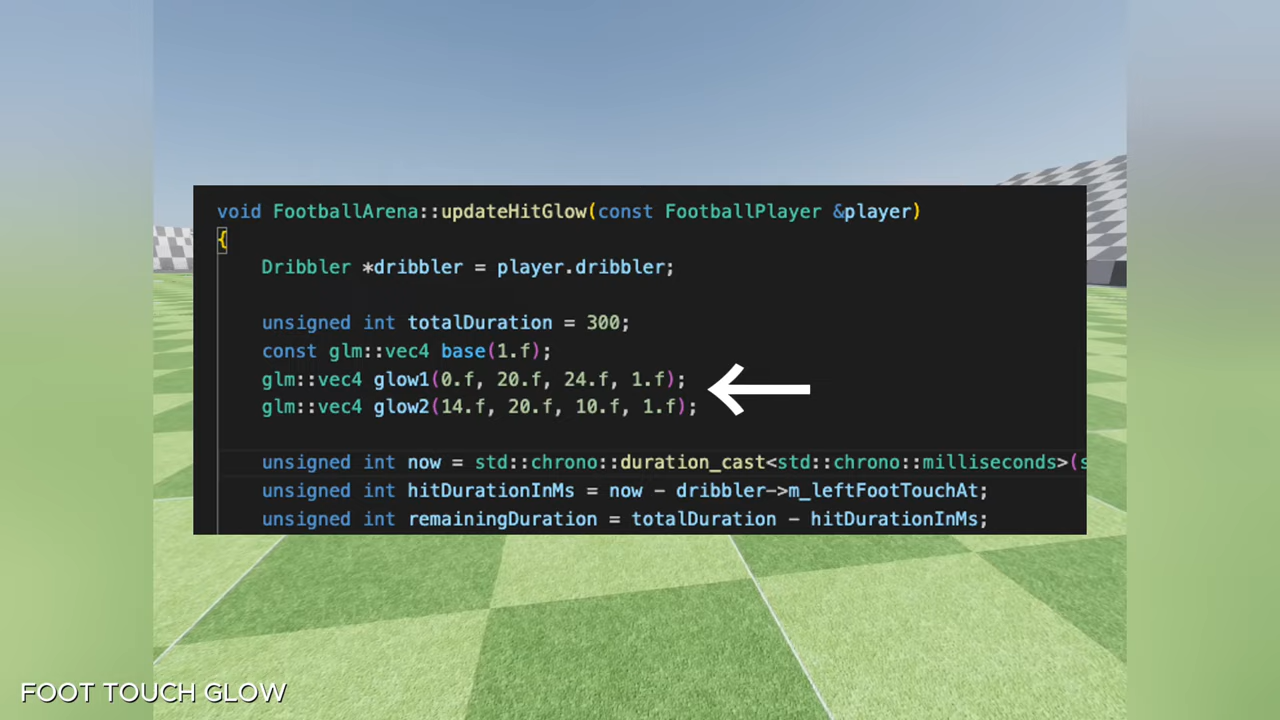 void FootballArena::updateHitGlow(const FootballPlayer &player)
{
Dribbler *dribbler = player.dribbler;
unsigned int totalDuration = 300;
const glm::vec4 base(1.f);
glm::vec4 glow1(0.f, 20.f, 24.f, 1.f);
glm::vec4 glow2(14.f, 20.f, 10.f, 1.f);
unsigned int now = std::chrono::duration_cast<std::chrono::milliseconds>(s
unsigned int hitDurationInMs = now - dribbler->m_leftFootTouchAt;
unsigned int remainingDuration = totalDuration - hitDurationInMs;
FOOT TOUCH GLOW